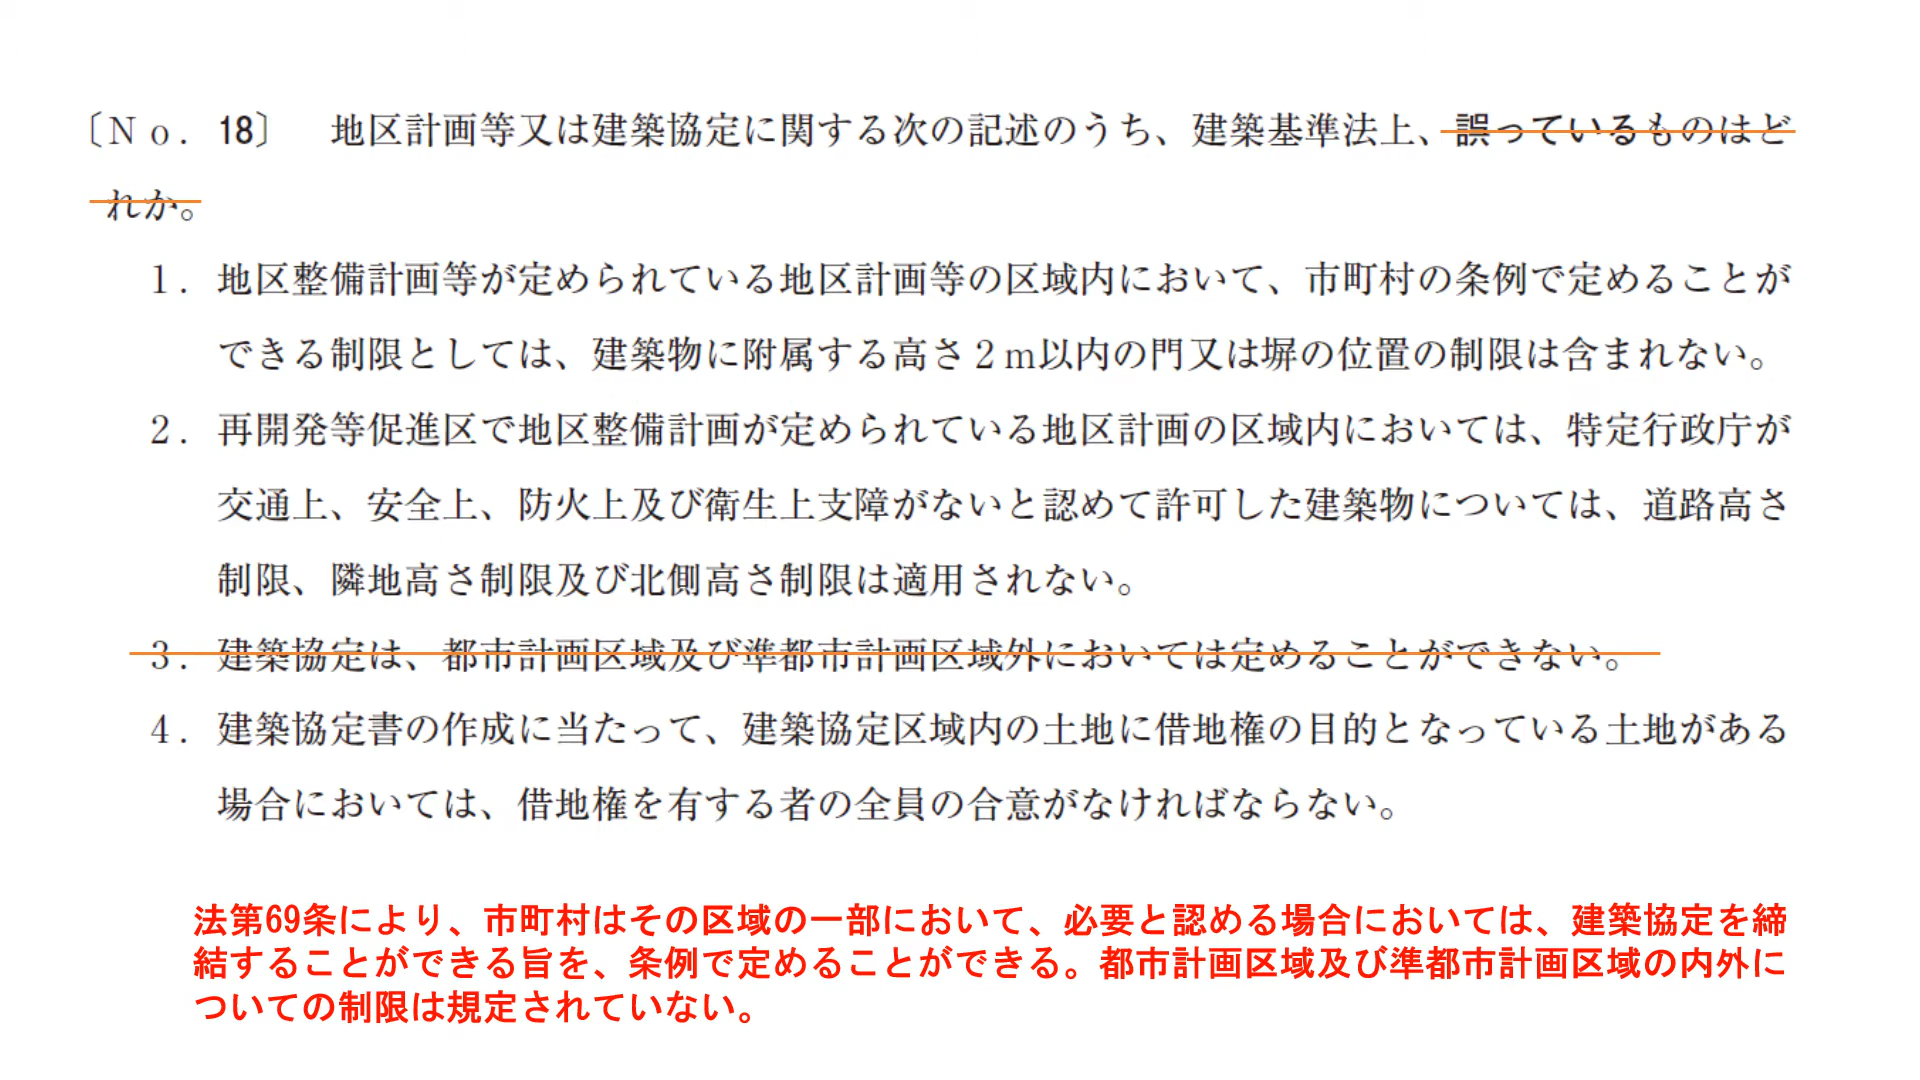 〔Ｎｏ．18〕　地区計画等又は建築協定に関する次の記述のうち、建築基準法上、誤っているものはど
れか。
１．地区整備計画等が定められている地区計画等の区域内において、市町村の条例で定めることが
できる制限としては、建築物に附属する高さ２ｍ以内の門又は塀の位置の制限は含まれない。
２．再開発等促進区で地区整備計画が定められている地区計画の区域内においては、特定行政庁が
交通上、安全上、防火上及び衛生上支障がないと認めて許可した建築物については、道路高さ
制限、隣地高さ制限及び北側高さ制限は適用されない。
３．建築協定は、都市計画区域及び準都市計画区域外においては定めることができない。
４．建築協定書の作成に当たって、建築協定区域内の土地に借地権の目的となっている土地がある
場合においては、借地権を有する者の全員の合意がなければならない。
法第69条により、市町村はその区域の一部において、必要と認める場合においては、建築協定を締
結することができる旨を、条例で定めることができる。都市計画区域及び準都市計画区域の内外に
ついての制限は規定されていない。